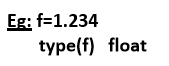 Eg: f=1.234
type(f) float